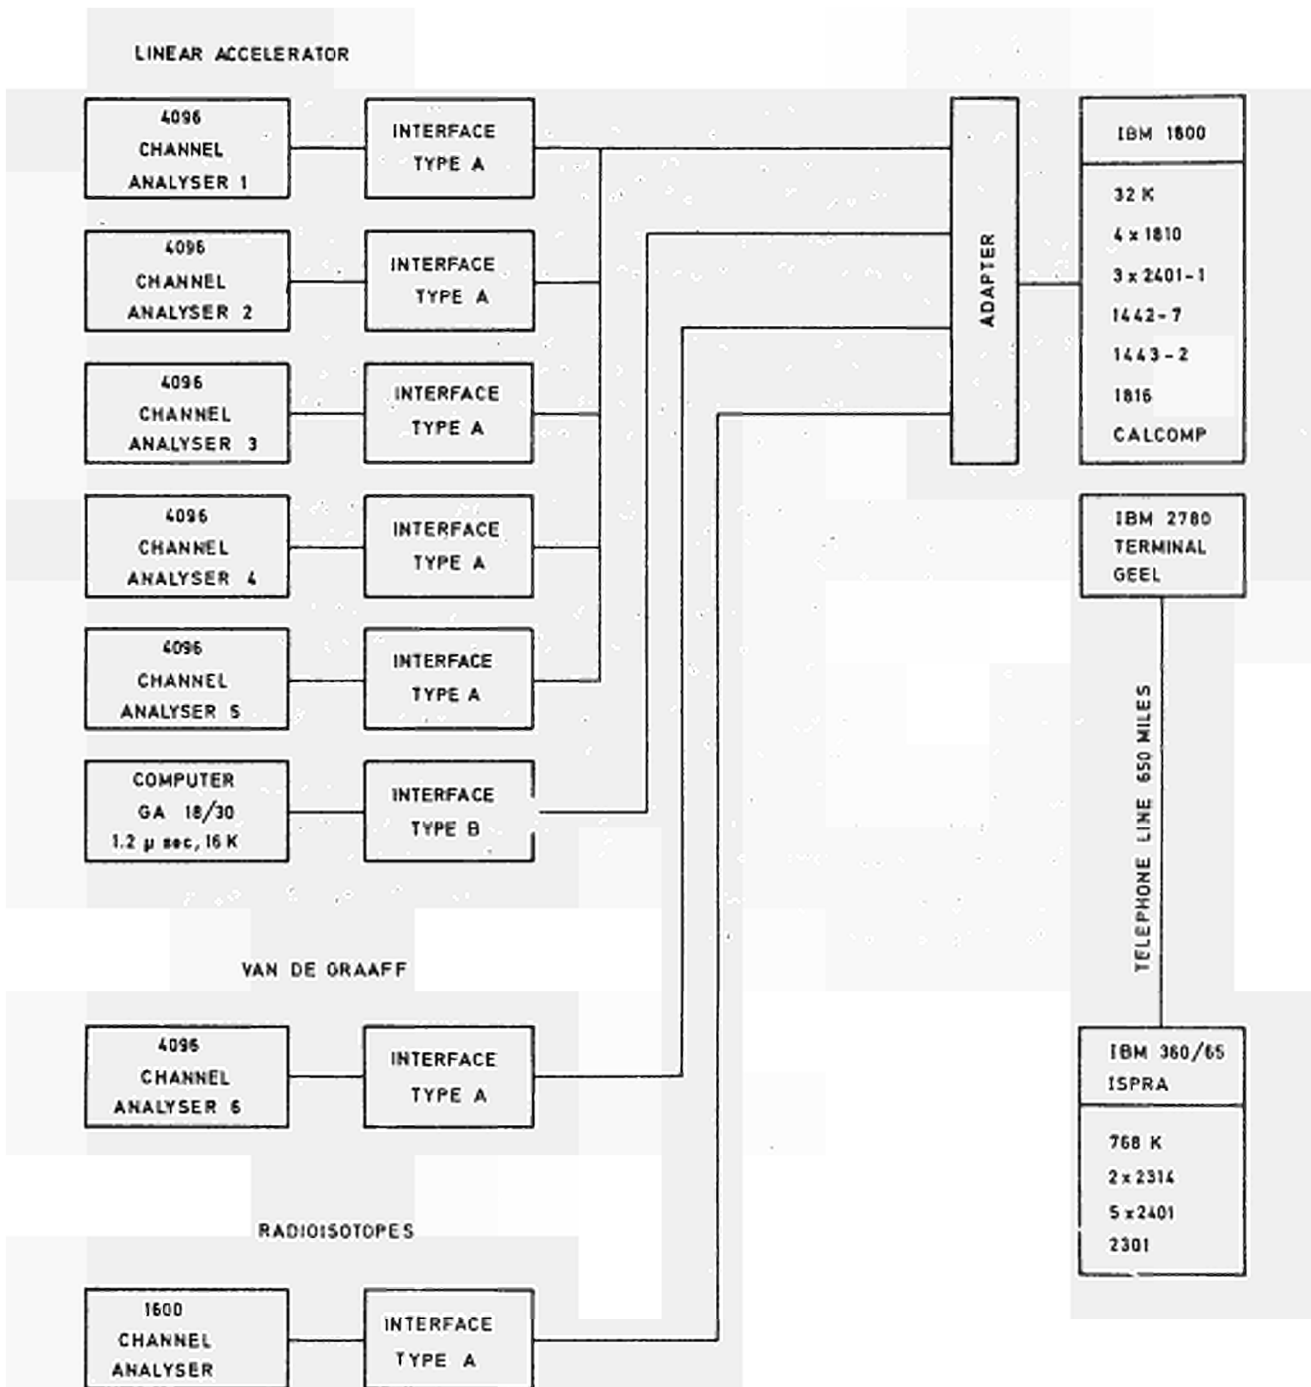 LINEAR ACCELERATOR
4096
CHANNEL
ANALYSER 1
INTERFACE
TYPE A
4096
CHANNEL
ANALYSER 2
INTERFACE
TYPE A
4096
CHANNEL
ANALYSER 3
INTERFACE
TYPE A
4096
CHANNEL
ANALYSER 4
INTERFACE
TYPE A
4096
CHANNEL
ANALYSER 5
INTERFACE
TYPE A
COMPUTER
GA 18/30
1.2 µ sec, 16 K
INTERFACE
TYPE B
VAN DE GRAAFF
4096
CHANNEL
ANALYSER 6
INTERFACE
TYPE A
RADIOISOTOPES
1600
CHANNEL
ANALYSER
INTERFACE
TYPE A
ADAPTER
IBM 1800
32 K
4 x 1810
3 x 2401-1
1442-7
1443-2
1816
CALCOMP
IBM 2780
TERMINAL
GEEL
TELEPHONE LINE 650 MILES
IBM 360/65
ISPRA
768 K
2 x 2314
5 x 2401
2301